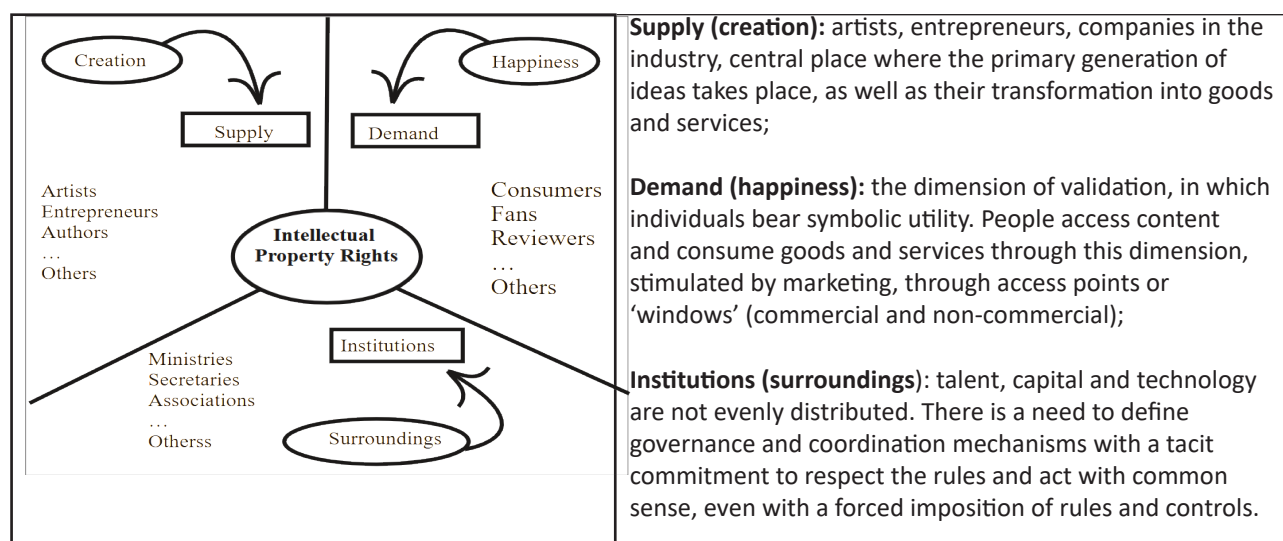 Creation
Happiness
Supply
Demand
Artists
Entrepreneurs
Authors
…
Others
Consumers
Fans
Reviewers
…
Others
Intellectual
Property Rights
Institutions
Ministries
Secretaries
Associations
…
Otherss
Surroundings
Supply (creation): artists, entrepreneurs, companies in the
industry, central place where the primary generation of
ideas takes place, as well as their transformation into goods
and services;
Demand (happiness): the dimension of validation, in which
individuals bear symbolic utility. People access content
and consume goods and services through this dimension,
stimulated by marketing, through access points or
‘windows’ (commercial and non-commercial);
Institutions (surroundings): talent, capital and technology
are not evenly distributed. There is a need to define
governance and coordination mechanisms with a tacit
commitment to respect the rules and act with common
sense, even with a forced imposition of rules and controls.